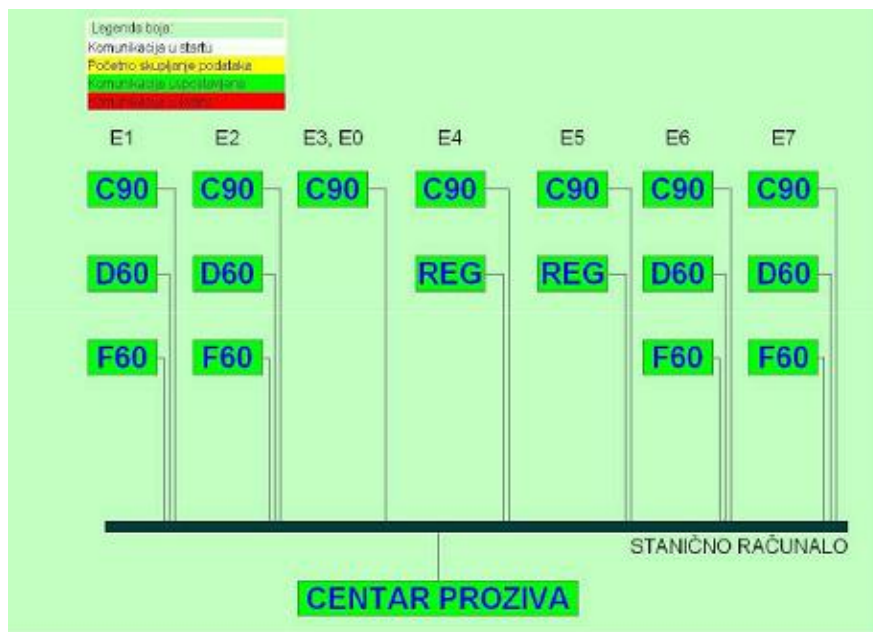 Legenda boja:
Komunikacija u startu
Početno skupljanje podataka
Komunikacija uspostavljena
Komunikacija u
E1 E2 E3, E0 E4 E5 E6 E7
C90 C90 C90 C90 C90 C90 C90
D60 D60 REG REG D60 D60
F60 F60 F60 F60
STANIČNO RAČUNALO
CENTAR PROZIVA